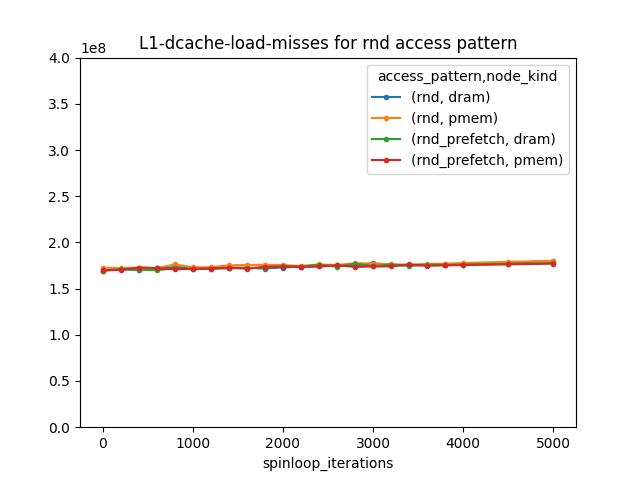 L1-dcache-load-misses for rnd access pattern
1e8
4.0
3.5
3.0
2.5
2.0
1.5
1.0
0.5
0.0
access_pattern,node_kind
(rnd, dram)
(rnd, pmem)
(rnd_prefetch, dram)
(rnd_prefetch, pmem)
0 1000 2000 3000 4000 5000
spinloop_iterations